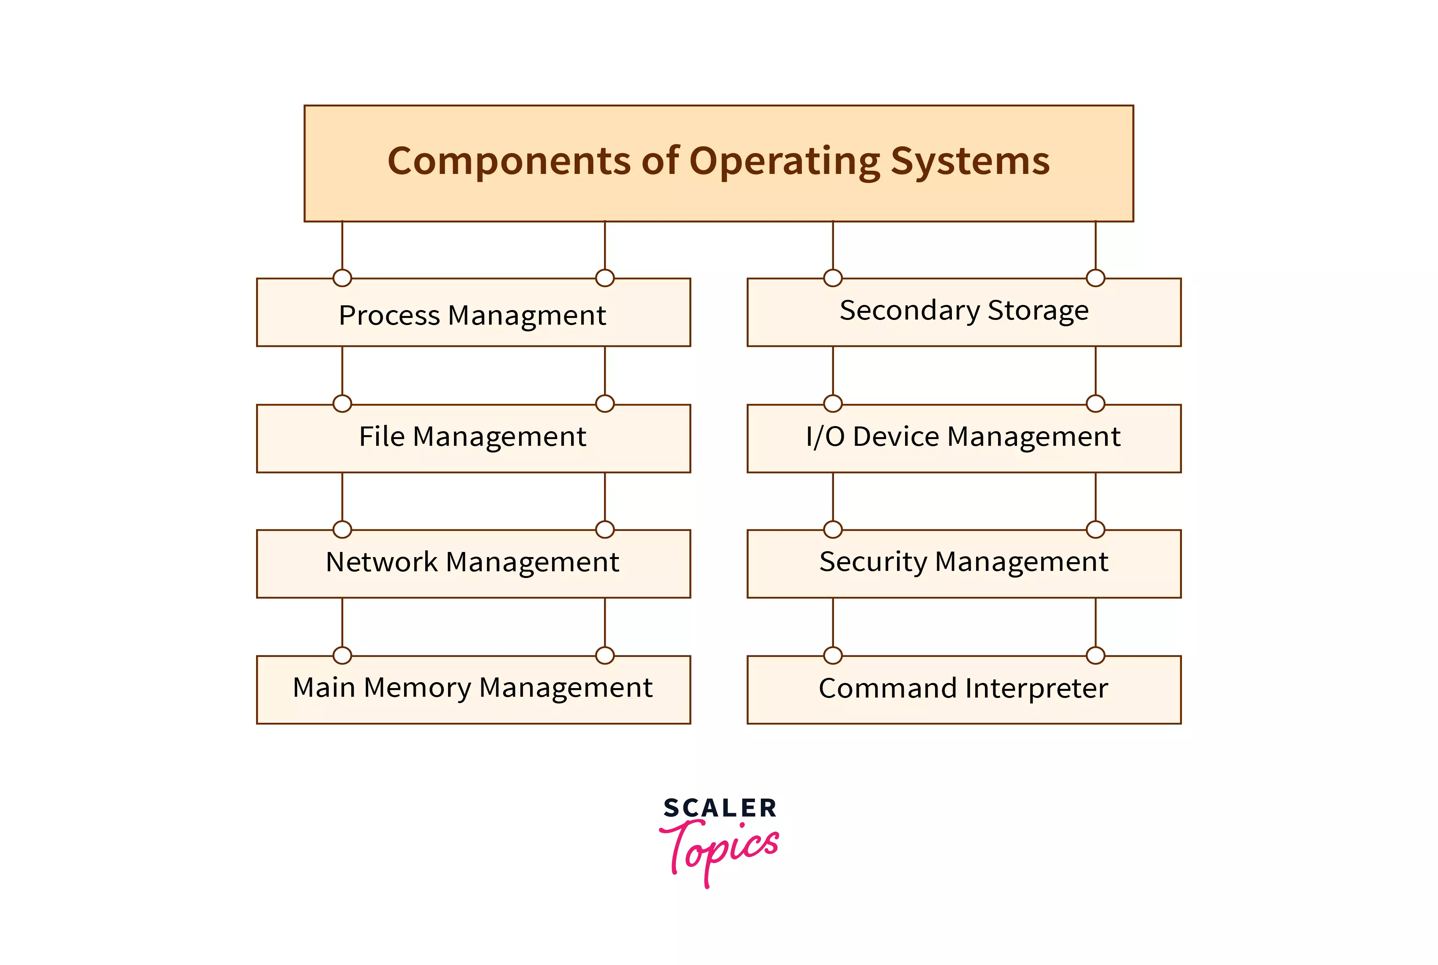 Components of Operating Systems
Process Managment
File Management
Network Management
Main Memory Management
Secondary Storage
I/O Device Management
Security Management
Command Interpreter
SCALER
Topics